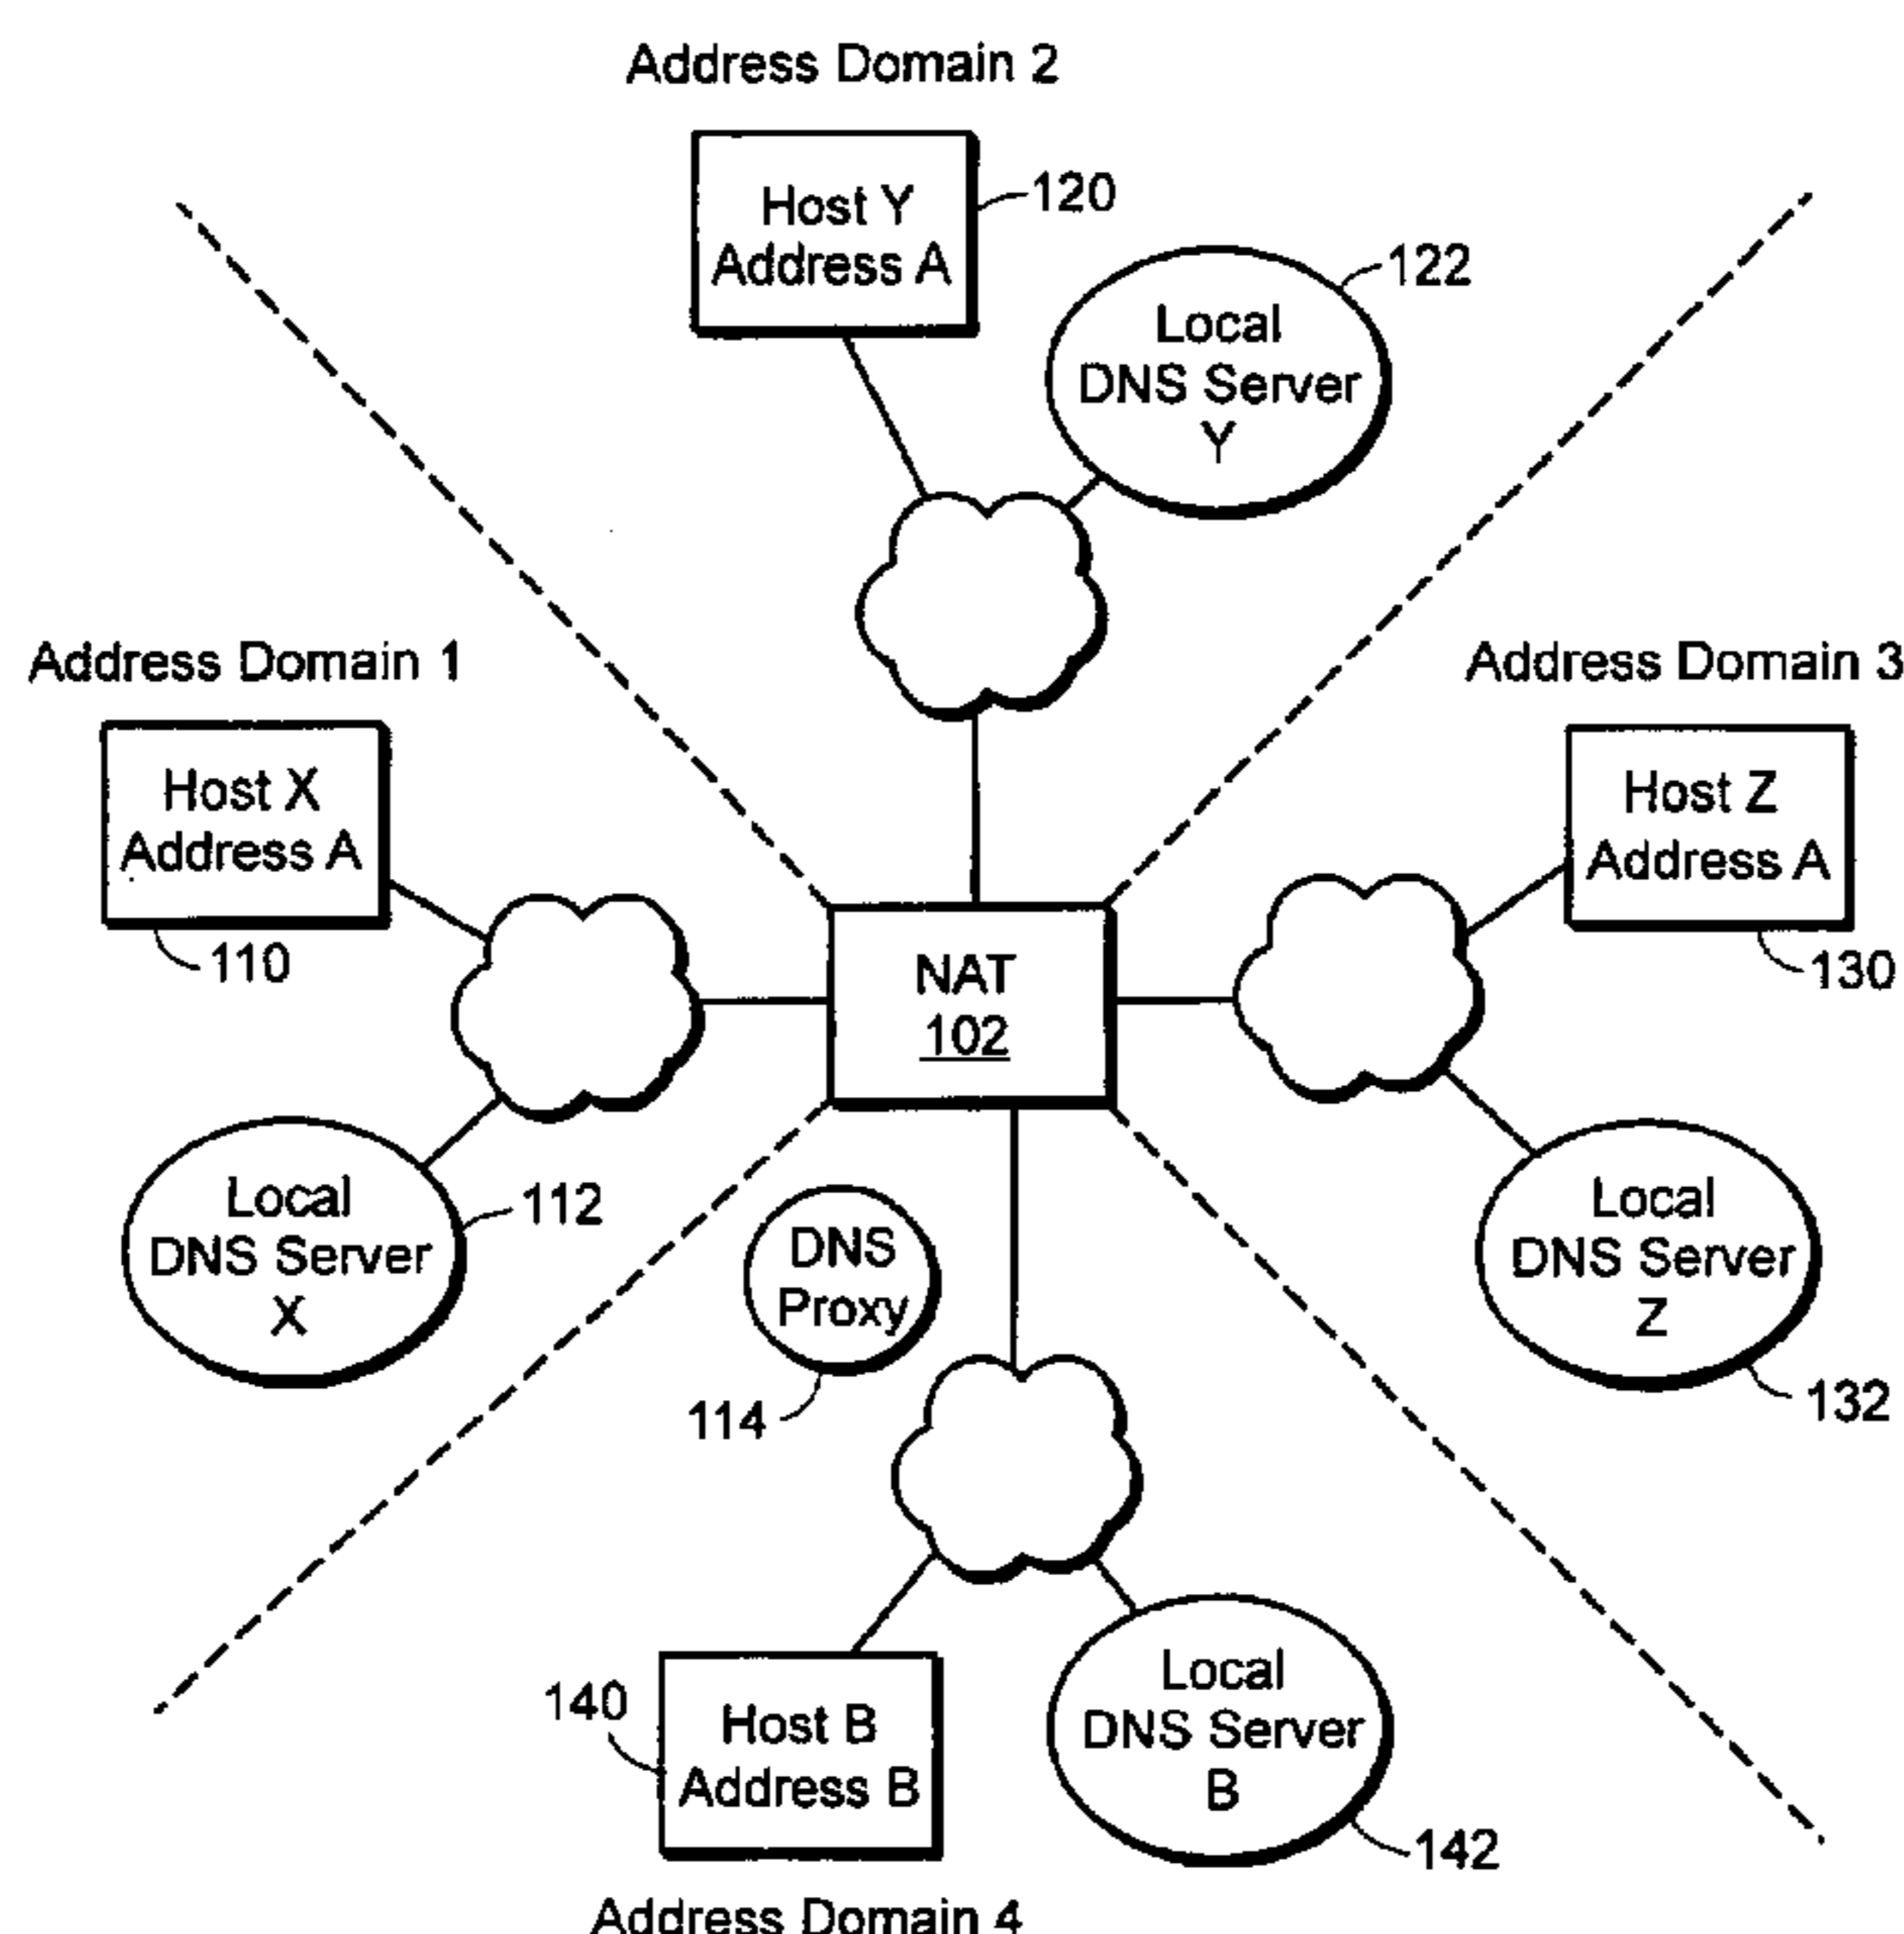 Address Domain 2
Host Y
Address A
120
122
Local
DNS Server
Y
Address Domain 1
Host X
Address A
110
Address Domain 3
Host Z
Address A
130
NAT
102
Local
DNS Server
X
112
DNS
Proxy
114
Local
DNS Server
Z
132
140
Host B
Address B
Local
DNS Server
B
142
Address Domain 4